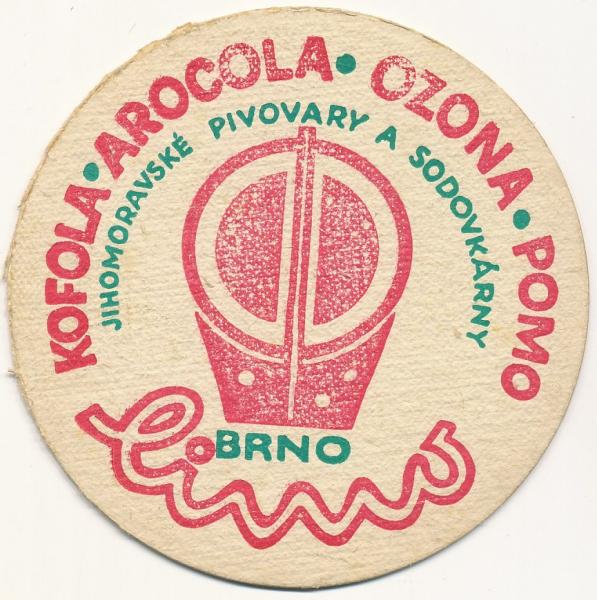 KOFOLA • AROCOLA • OZONA • POMO
JIHOMORAVSKÉ PIVOVARY A SODOVKÁRNY
BRNO